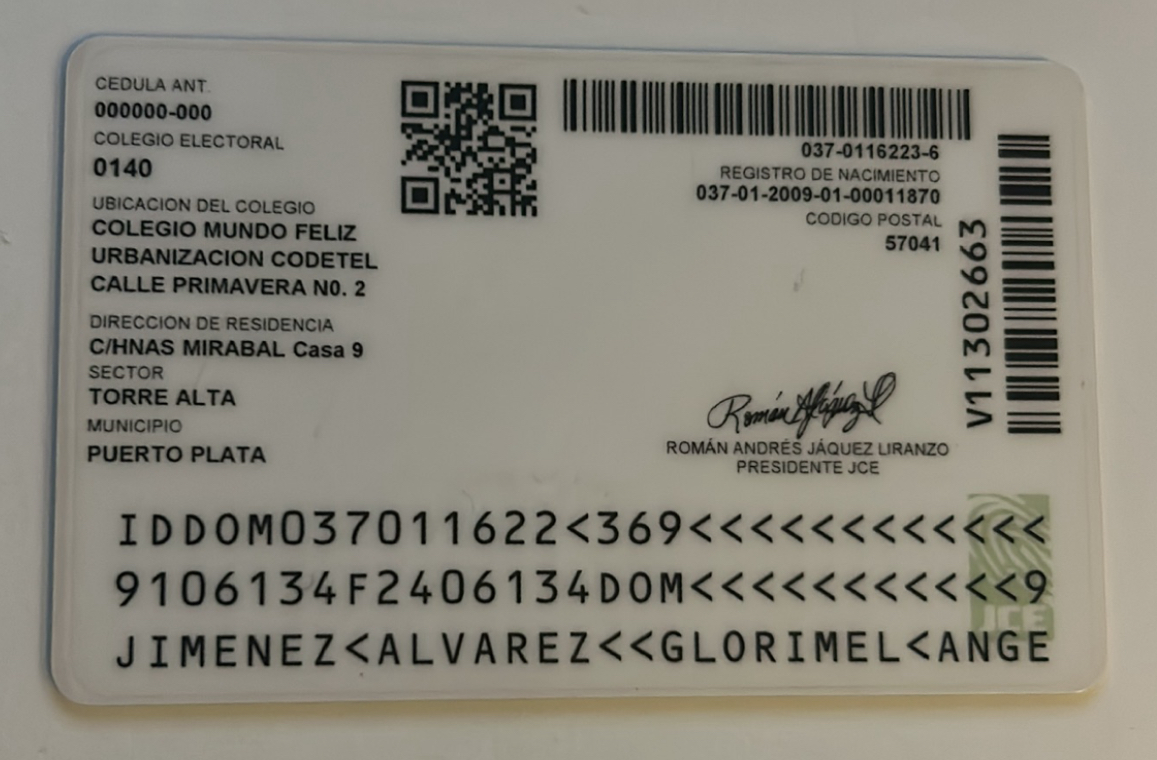 CEDULA ANT.
000000-000
COLEGIO ELECTORAL
0140
UBICACION DEL COLEGIO
COLEGIO MUNDO FELIZ
URBANIZACION CODETEL
CALLE PRIMAVERA N0. 2
DIRECCION DE RESIDENCIA
C/HNAS MIRABAL Casa 9
SECTOR
TORRE ALTA
MUNICIPIO
PUERTO PLATA
037-0116223-6
REGISTRO DE NACIMIENTO
037-01-2009-01-00011870
CODIGO POSTAL
57041
V11302663
ROMÁN ANDRÉS JÁQUEZ LIRANZO
PRESIDENTE JCE
JCE
IDDOM037011622<369<<<<<<<<<<<<
9106134F2406134DOM<<<<<<<<<<<9
JIMENEZ<ALVAREZ<<GLORIMEL<ANGE